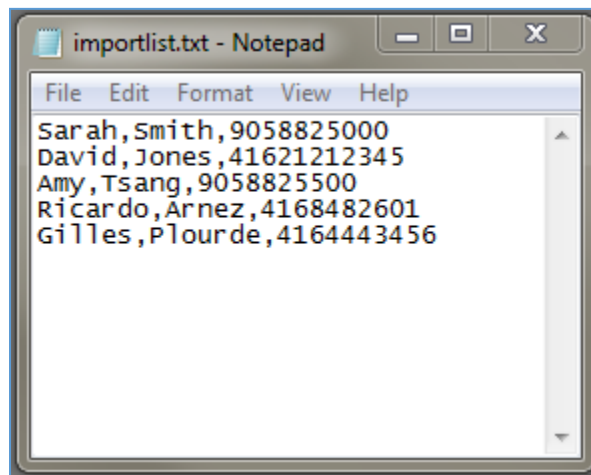 importlist.txt - Notepad
File Edit Format View Help
Sarah,Smith,9058825000
David,Jones,41621212345
Amy,Tsang,9058825500
Ricardo,Arnez,4168482601
Gilles,Plourde,4164443456